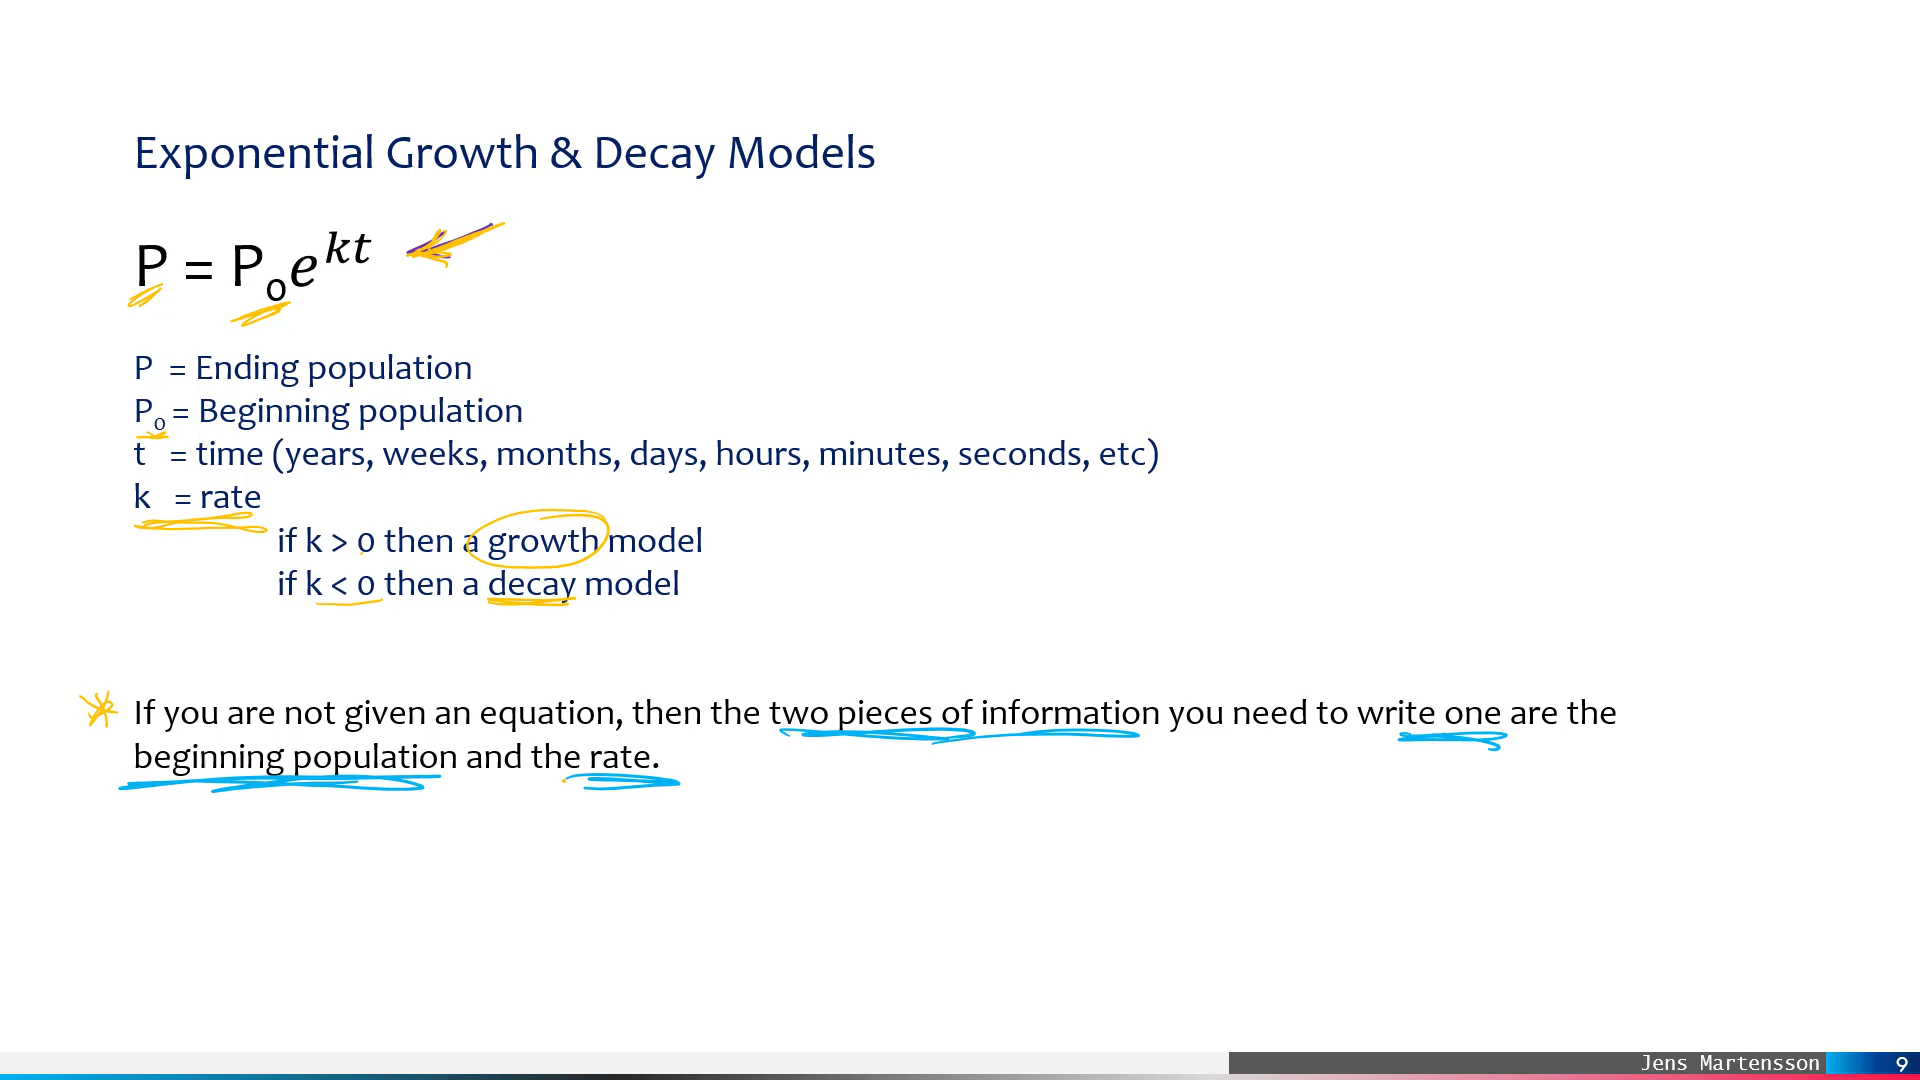 Exponential Growth & Decay Models
P = P₀e^{kt}
P = Ending population
P₀ = Beginning population
t = time (years, weeks, months, days, hours, minutes, seconds, etc)
k = rate
if k > 0 then a growth model
if k < 0 then a decay model
If you are not given an equation, then the two pieces of information you need to write one are the
beginning population and the rate.
Jens Martensson 9